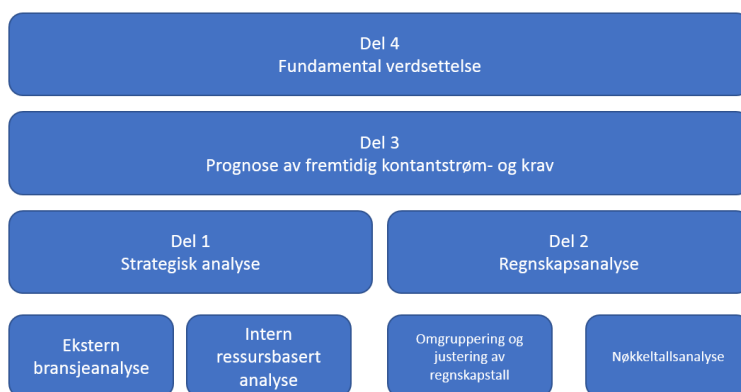 Del 4
Fundamental verdsettelse
Del 3
Prognose av fremtidig kontantstrøm- og krav
Del 1
Strategisk analyse
Del 2
Regnskapsanalyse
Ekstern
bransjeanalyse
Intern
ressursbasert
analyse
Omgruppering og
justering av
regnskapstall
Nøkkeltallsanalyse